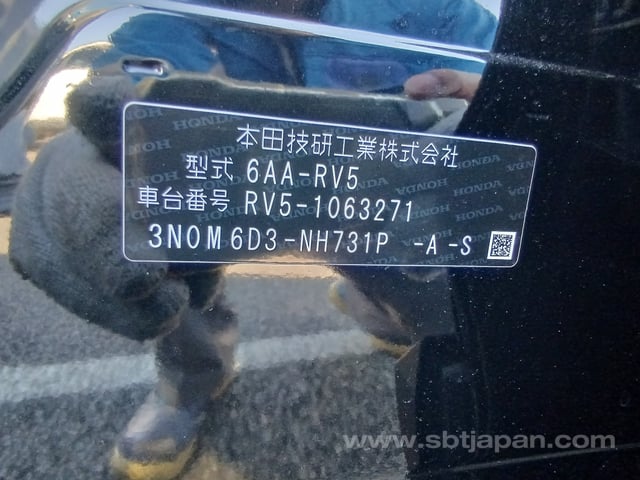 本田技研工業株式会社
型式 6AA-RV5
車台番号 RV5-1063271
3N0M6D3-NH731P -A-S
www.sbtjapan.com